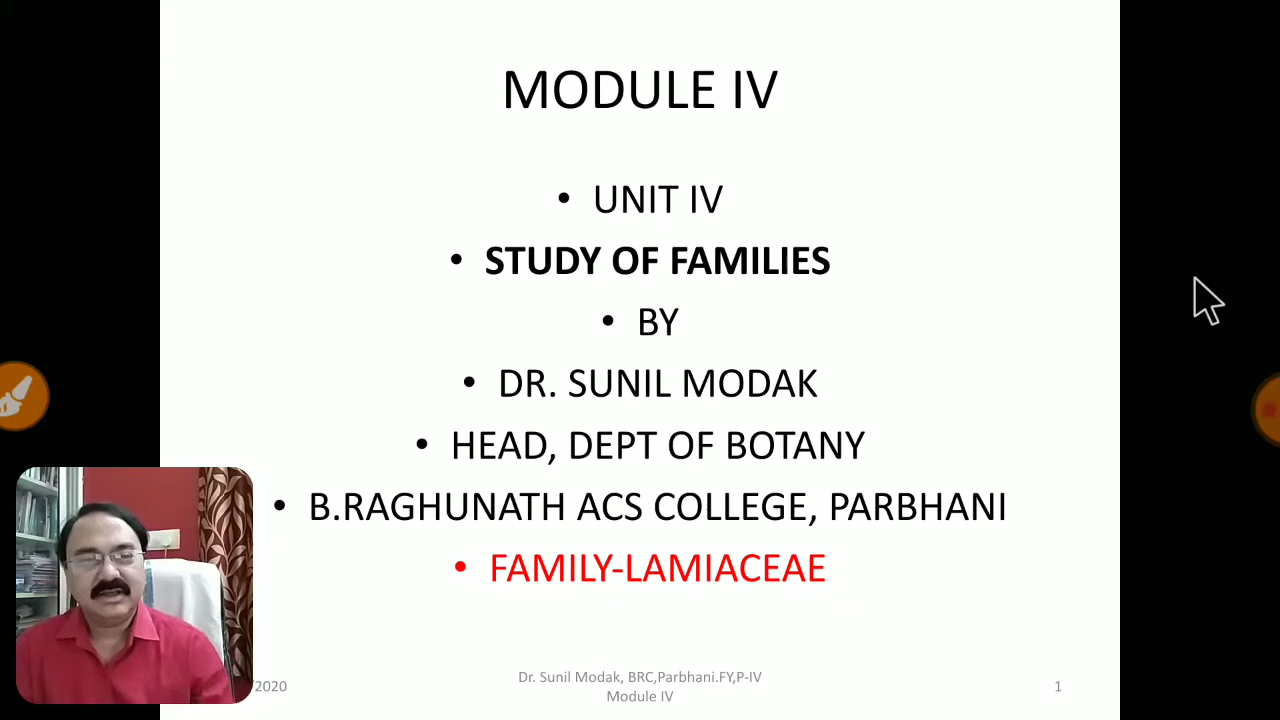 MODULE IV
• UNIT IV
• STUDY OF FAMILIES
• BY
• DR. SUNIL MODAK
• HEAD, DEPT OF BOTANY
• B.RAGHUNATH ACS COLLEGE, PARBHANI
• FAMILY-LAMIACEAE
/2020
Dr. Sunil Modak, BRC,Parbhani.FY,P-IV
Module IV
1